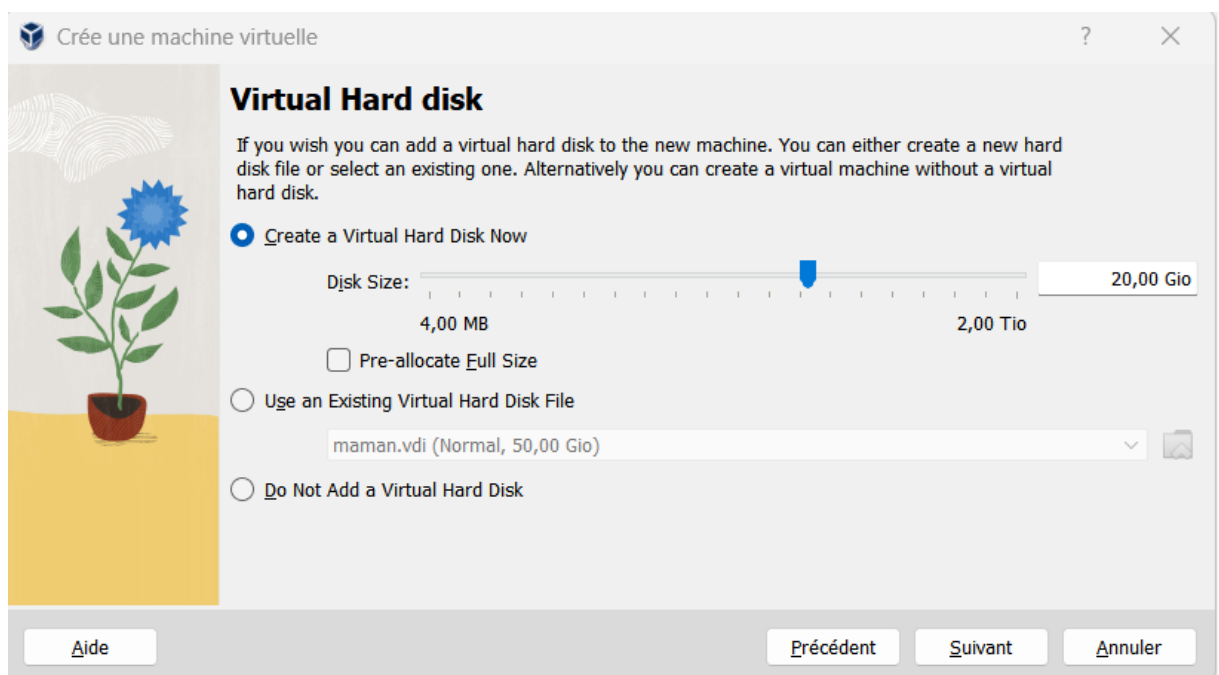 Crée une machine virtuelle
?
Virtual Hard disk
If you wish you can add a virtual hard disk to the new machine. You can either create a new hard
disk file or select an existing one. Alternatively you can create a virtual machine without a virtual
hard disk.
Create a Virtual Hard Disk Now
Disk Size:
20,00 Gio
4,00 MB
2,00 Tio
Pre-allocate Full Size
Use an Existing Virtual Hard Disk File
maman.vdi (Normal, 50,00 Gio)
Do Not Add a Virtual Hard Disk
Aide
Précédent
Suivant
Annuler